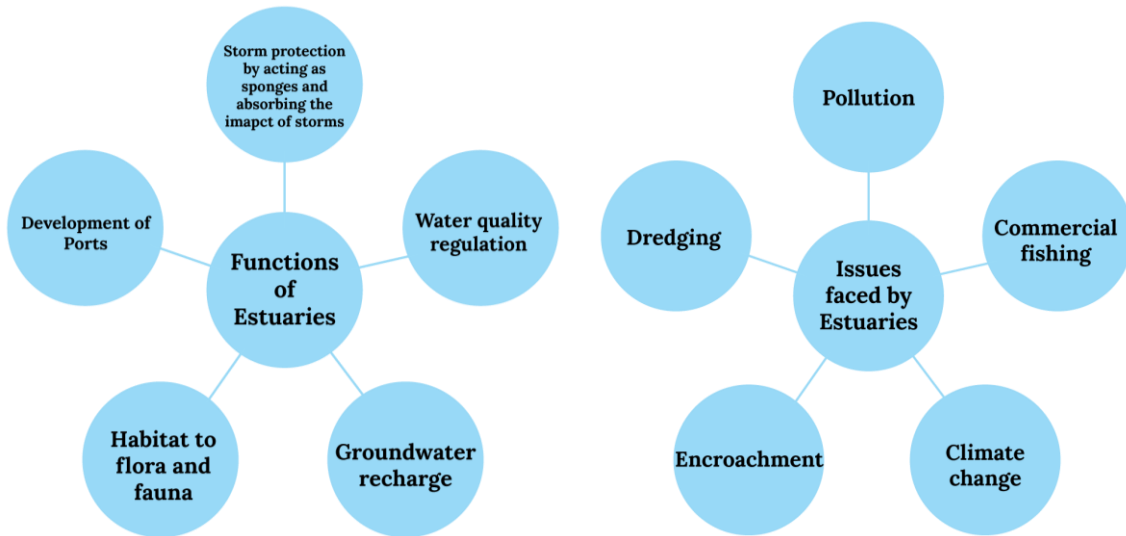 Storm protection
by acting as
sponges and
absorbing the
imapct of storms
Development of
Ports
Water quality
regulation
Functions
of
Estuaries
Habitat to
flora and
fauna
Groundwater
recharge
Pollution
Dredging
Commercial
fishing
Issues
faced by
Estuaries
Encroachment
Climate
change